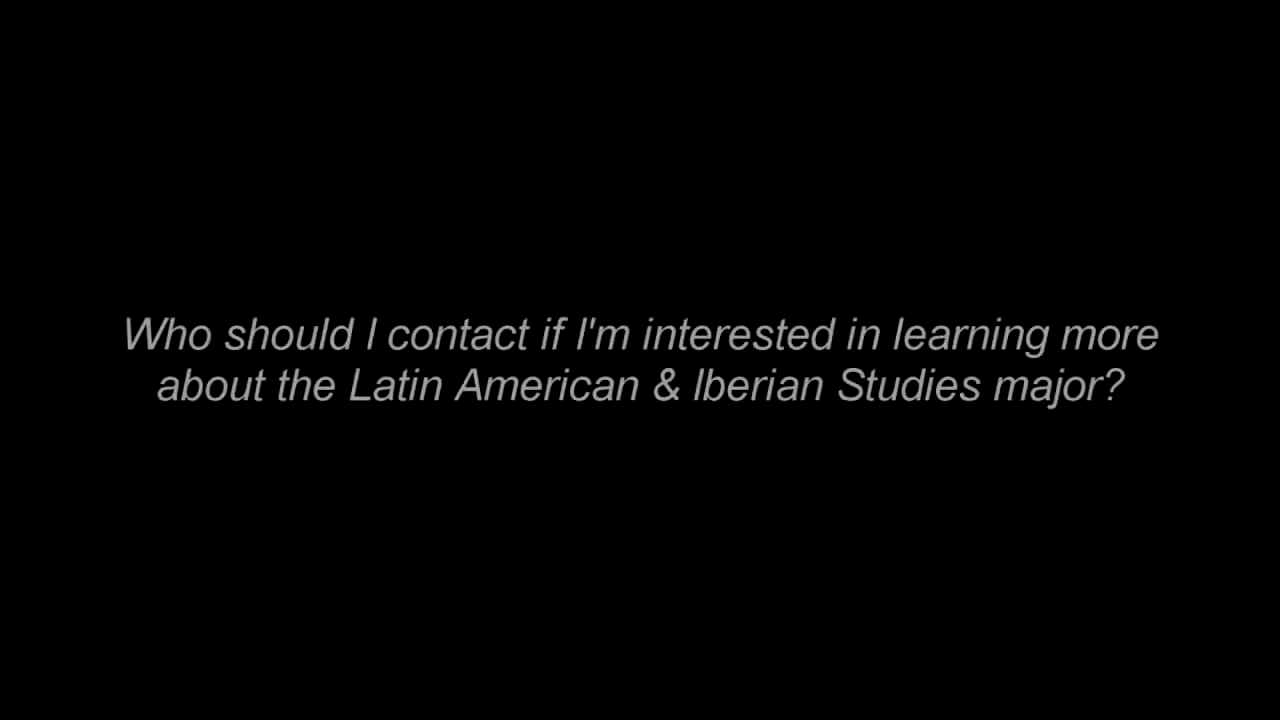 Who should I contact if I'm interested in learning more
about the Latin American & Iberian Studies major?